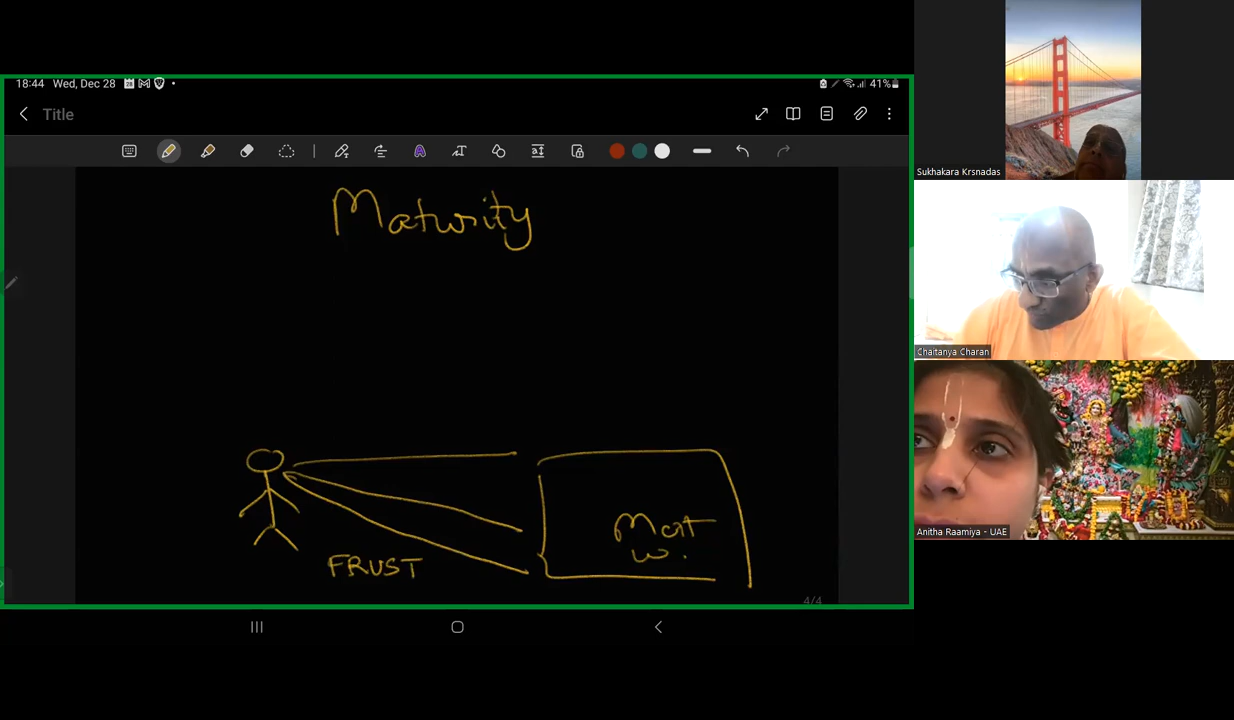 18:44 Wed, Dec 28
41%
Title
Maturity
FRUST
Mat
w.
4/4
Sukhakara Krsnadas
Chaitanya Charan
Anitha Raamiya - UAE